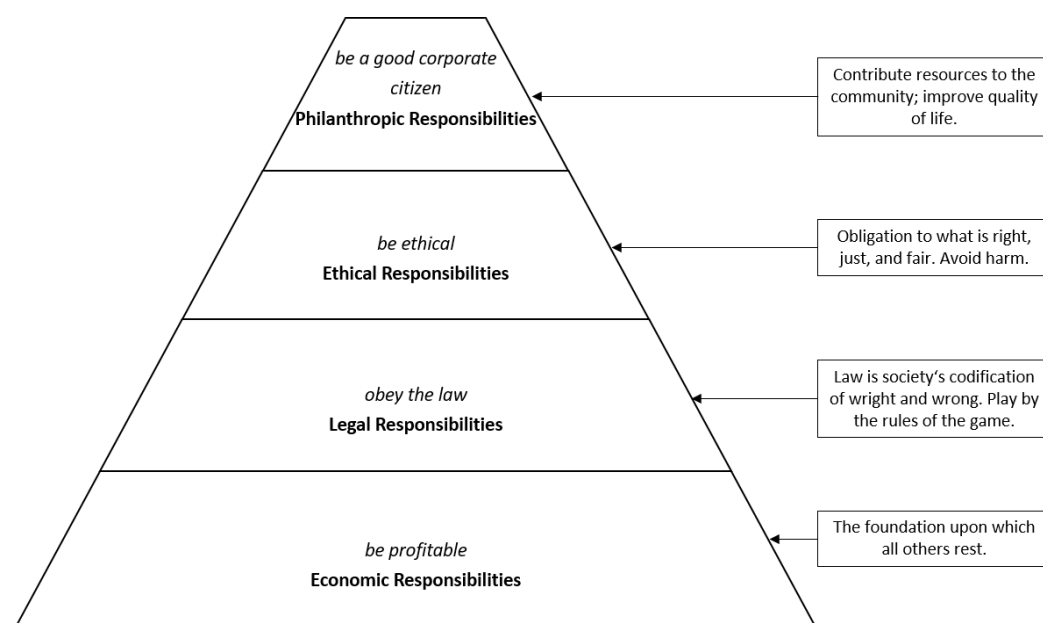 be a good corporate
citizen
Philanthropic Responsibilities
Contribute resources to the
community; improve quality
of life.
be ethical
Ethical Responsibilities
Obligation to what is right,
just, and fair. Avoid harm.
obey the law
Legal Responsibilities
Law is society‘s codification
of wright and wrong. Play by
the rules of the game.
be profitable
Economic Responsibilities
The foundation upon which
all others rest.